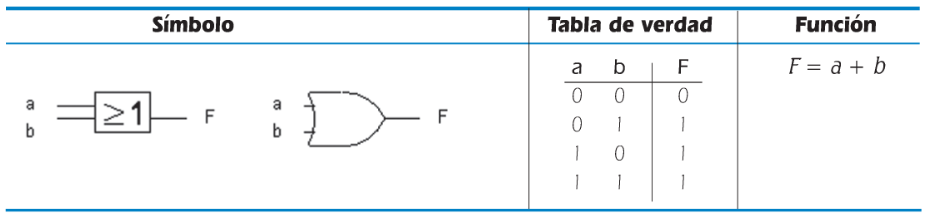 Símbolo Tabla de verdad Función
a b F F = a + b
0 0 0
a a
≥1 F F
b b
0 1 1
1 0 1
1 1 1